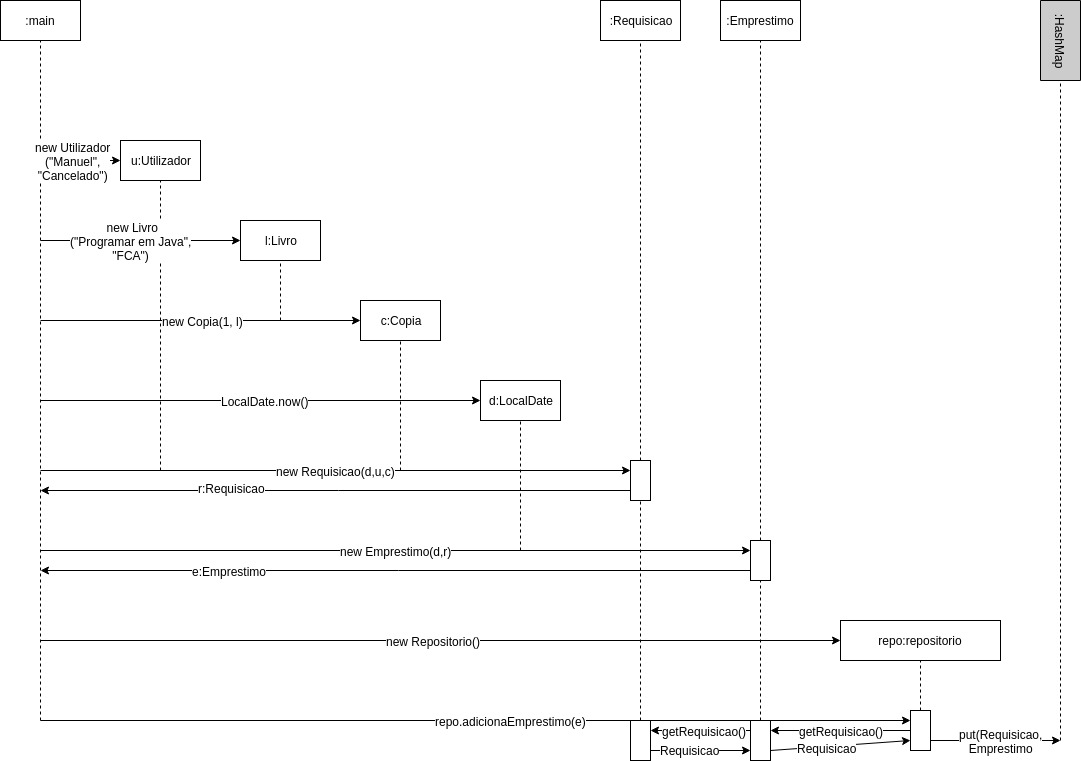 :main
:Requisicao
:Emprestimo
:HashMap
new Utilizador
("Manuel",
"Cancelado")
u:Utilizador
new Livro
("Programar em Java",
"FCA")
l:Livro
new Copia(1, l)
c:Copia
LocalDate.now()
d:LocalDate
new Requisicao(d,u,c)
r:Requisicao
new Emprestimo(d,r)
e:Emprestimo
new Repositorio()
repo:repositorio
repo.adicionaEmprestimo(e)
getRequisicao()
getRequisicao()
put(Requisicao,
Emprestimo
Requisicao
Requisicao